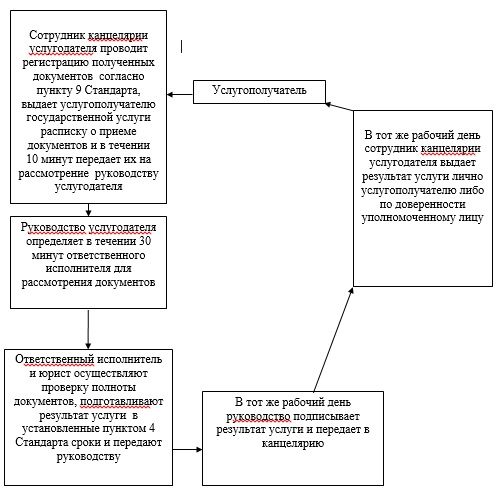 Услугополучатель
Сотрудник канцелярии
услугодателя проводит
регистрацию полученных
документов согласно
пункту 9 Стандарта,
выдает услугополучателю
государственной услуги
расписку о приеме
документов и в течении
10 минут передает их на
рассмотрение руководству
услугодателя
Руководство услугодателя
определяет в течении 30
минут ответственного
исполнителя для
рассмотрения документов
Ответственный исполнитель
и юрист осуществляют
проверку полноты
документов, подготавливают
результат услуги в
установленные пунктом 4
Стандарта сроки и передают
руководству
В тот же рабочий день
руководство подписывает
результат услуги и передает в
канцелярию
В тот же рабочий день
сотрудник канцелярии
услугодателя выдает
результат услуги лично
услугополучателю либо
по доверенности
уполномоченному лицу